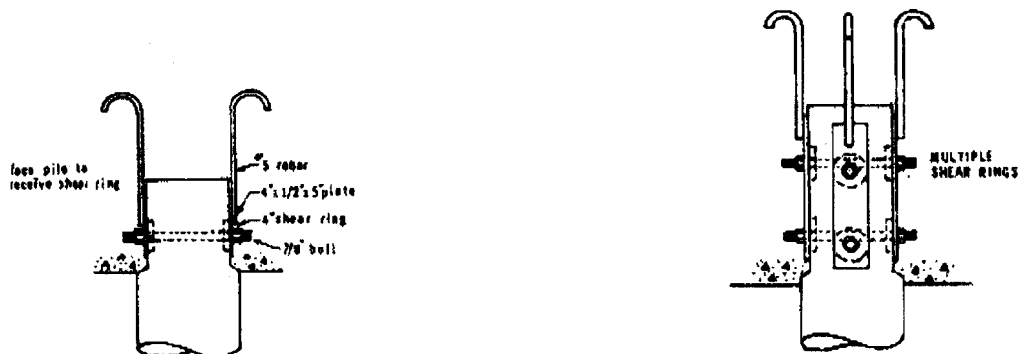 face pile to
receive shear ring
#5 rebar
4"x1/2"x5"plate
4"shear ring
7/8" bolt
MULTIPLE
SHEAR RINGS